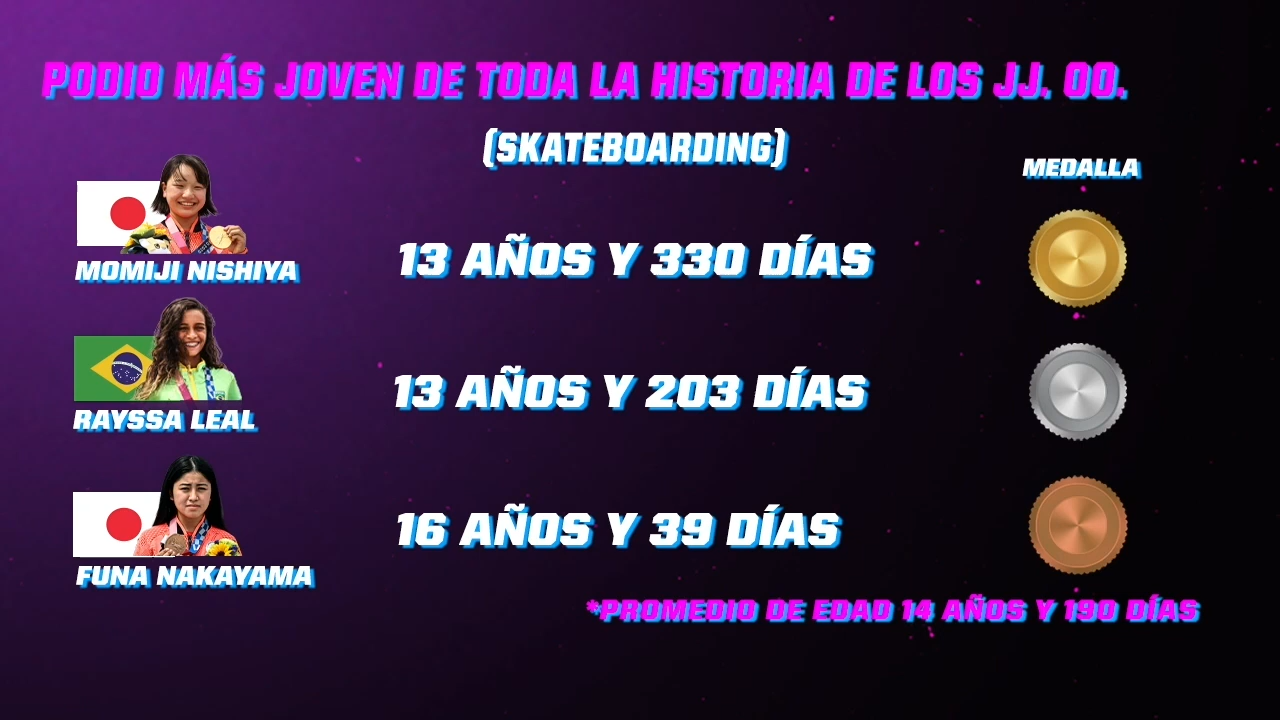 PODIO MÁS JOVEN DE TODA LA HISTORIA DE LOS JJ. OO.
(SKATEBOARDING)
MEDALLA
13 AÑOS Y 330 DÍAS
MOMIJI NISHIYA
13 AÑOS Y 203 DÍAS
RAYSSA LEAL
16 AÑOS Y 39 DÍAS
FUNA NAKAYAMA
*PROMEDIO DE EDAD 14 AÑOS Y 190 DÍAS